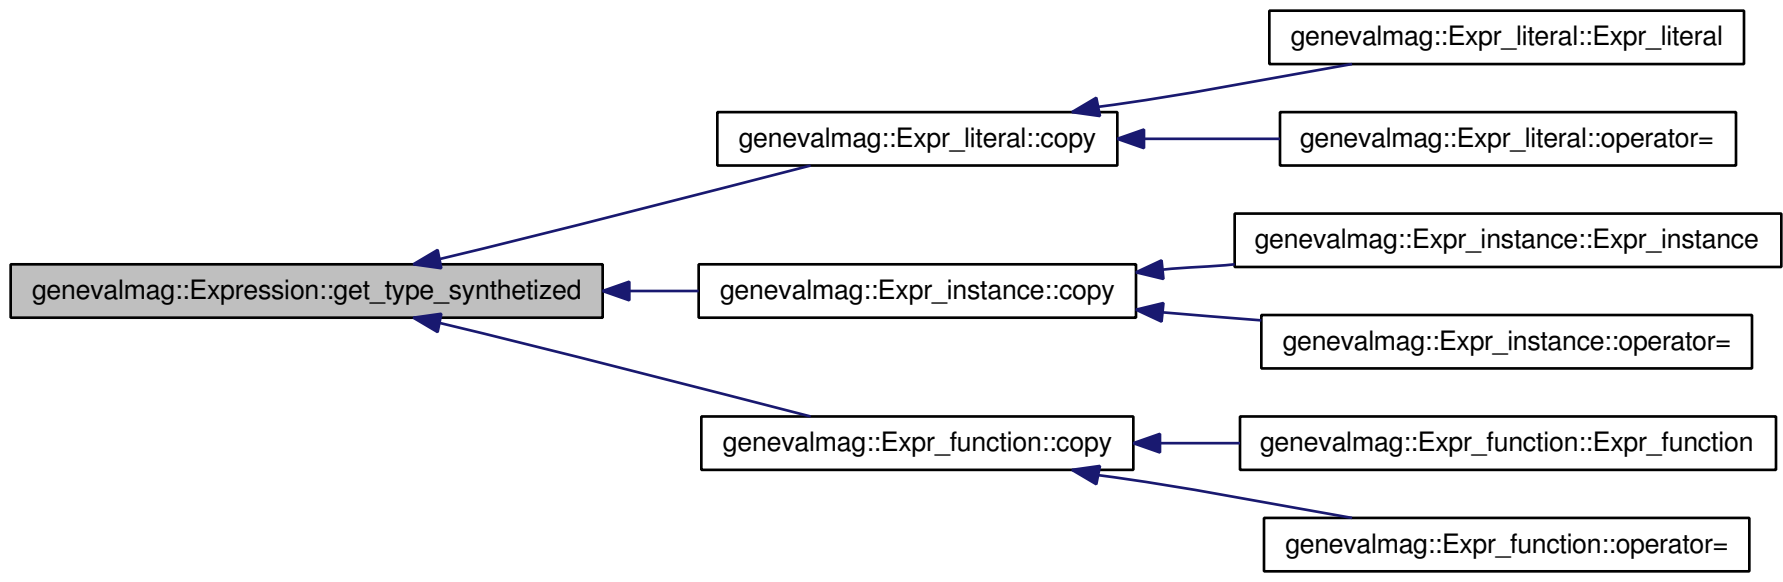 genevalmag::Expr_literal::Expr_literal
genevalmag::Expr_literal::copy
genevalmag::Expr_literal::operator=
genevalmag::Expr_instance::Expr_instance
genevalmag::Expression::get_type_synthetized
genevalmag::Expr_instance::copy
genevalmag::Expr_instance::operator=
genevalmag::Expr_function::copy
genevalmag::Expr_function::Expr_function
genevalmag::Expr_function::operator=